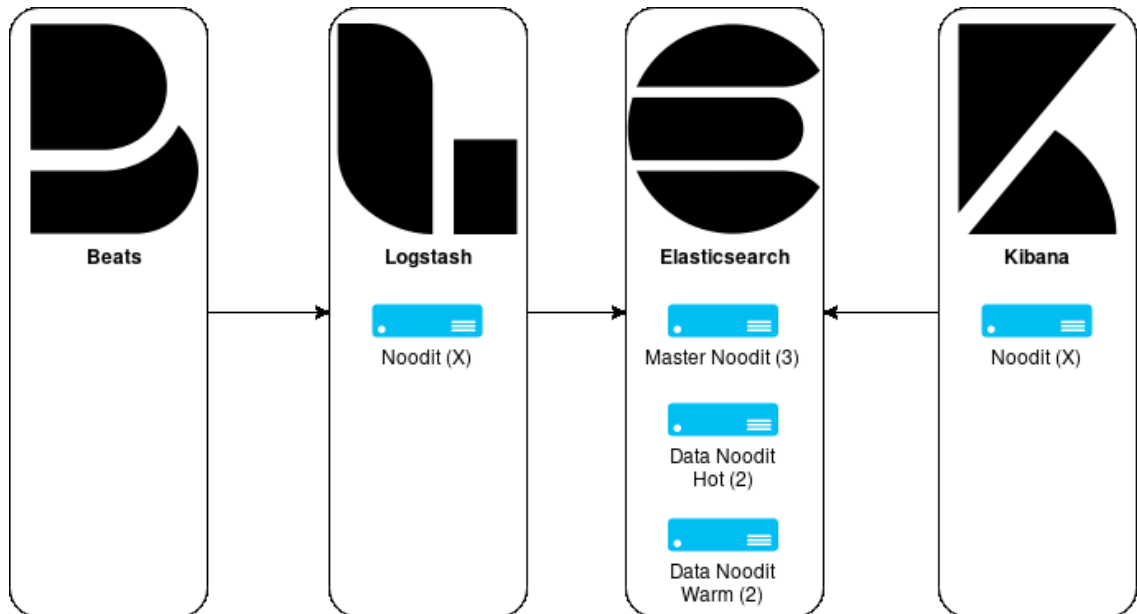 Beats
Logstash
Noodit (X)
Elasticsearch
Master Noodit (3)
Data Noodit
Hot (2)
Data Noodit
Warm (2)
Kibana
Noodit (X)